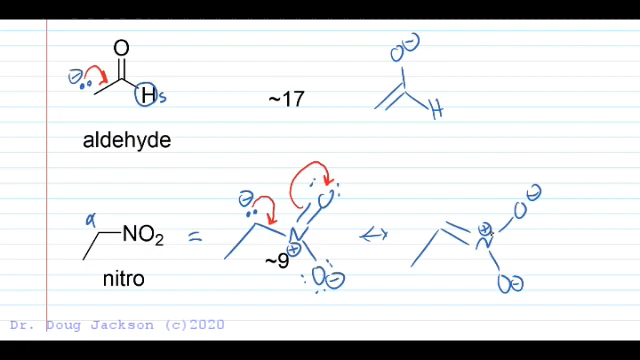 O O⊖
⊖ H s ~17 H
aldehyde
α ⊖ O O⊖
NO₂ = N⊕ ↔ N⊕
nitro ~9 O⊖ O⊖
Dr. Doug Jackson (c)2020